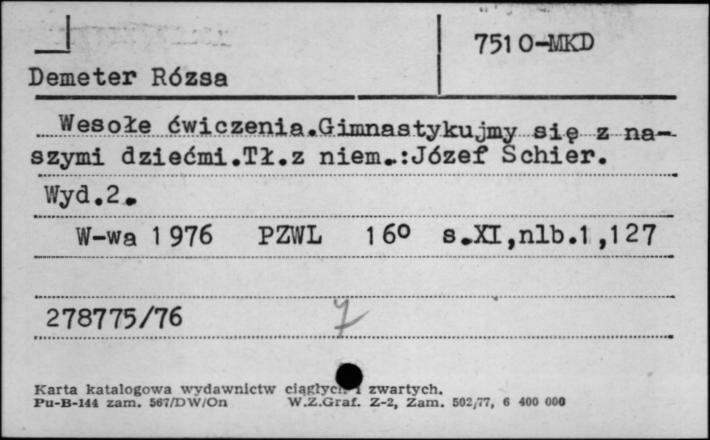 7510-MKD
Demeter Rózsa
Wesołe ćwiczenia.Gimnastykujmy się z na-
szymi dziećmi.Tł.z niem.:Józef Schier.
Wyd.2.
W-wa 1976 PZWL 16° s.XI,nlb.1,127
278775/76 7
Karta katalogowa wydawnictw ciągłych i zwartych.
Pu-B-144 zam. 567/DW/On W.Z.Graf. Z-2, Zam. 502/77, 6 400 000